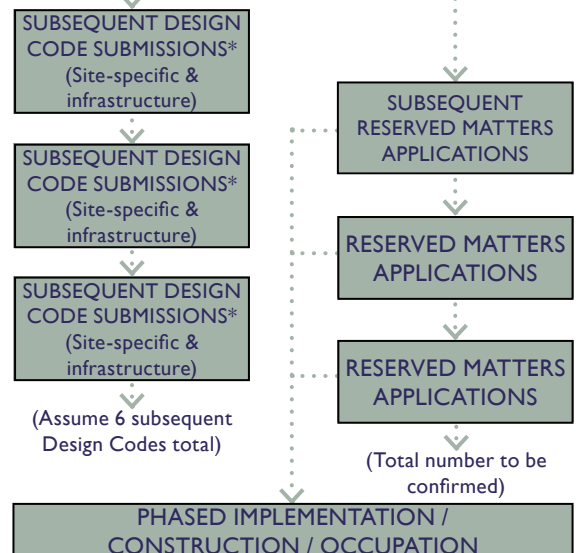 SUBSEQUENT DESIGN
CODE SUBMISSIONS*
(Site-specific &
infrastructure)
SUBSEQUENT DESIGN
CODE SUBMISSIONS*
(Site-specific &
infrastructure)
SUBSEQUENT DESIGN
CODE SUBMISSIONS*
(Site-specific &
infrastructure)
(Assume 6 subsequent
Design Codes total)
SUBSEQUENT
RESERVED MATTERS
APPLICATIONS
RESERVED MATTERS
APPLICATIONS
RESERVED MATTERS
APPLICATIONS
(Total number to be
confirmed)
PHASED IMPLEMENTATION /
CONSTRUCTION / OCCUPATION